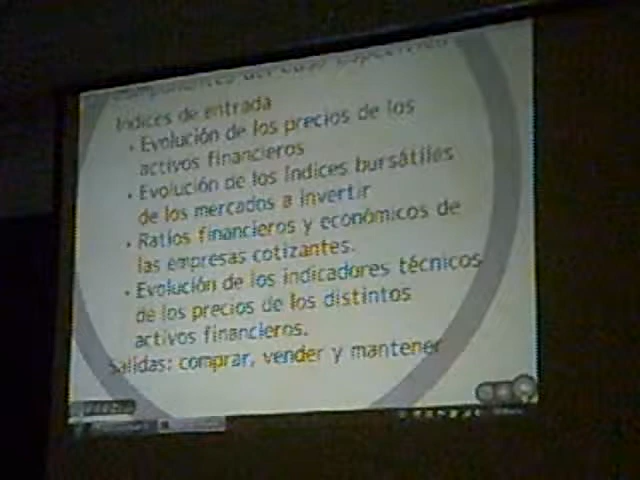 Índices de entrada
• Evolución de los precios de los
activos financieros
• Evolución de los índices bursátiles
de los mercados a invertir
• Ratios financieros y económicos de
las empresas cotizantes.
• Evolución de los indicadores técnicos
de los precios de los distintos
activos financieros.
Salidas: comprar, vender y mantener